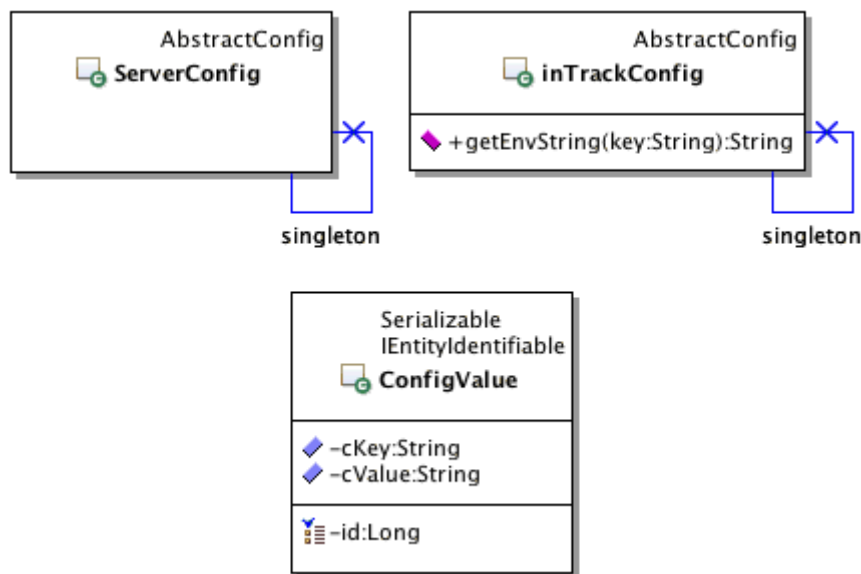 AbstractConfig
ServerConfig
singleton
AbstractConfig
inTrackConfig
+getEnvString(key:String):String
singleton
Serializable
IEntityIdentifiable
ConfigValue
-cKey:String
-cValue:String
-id:Long